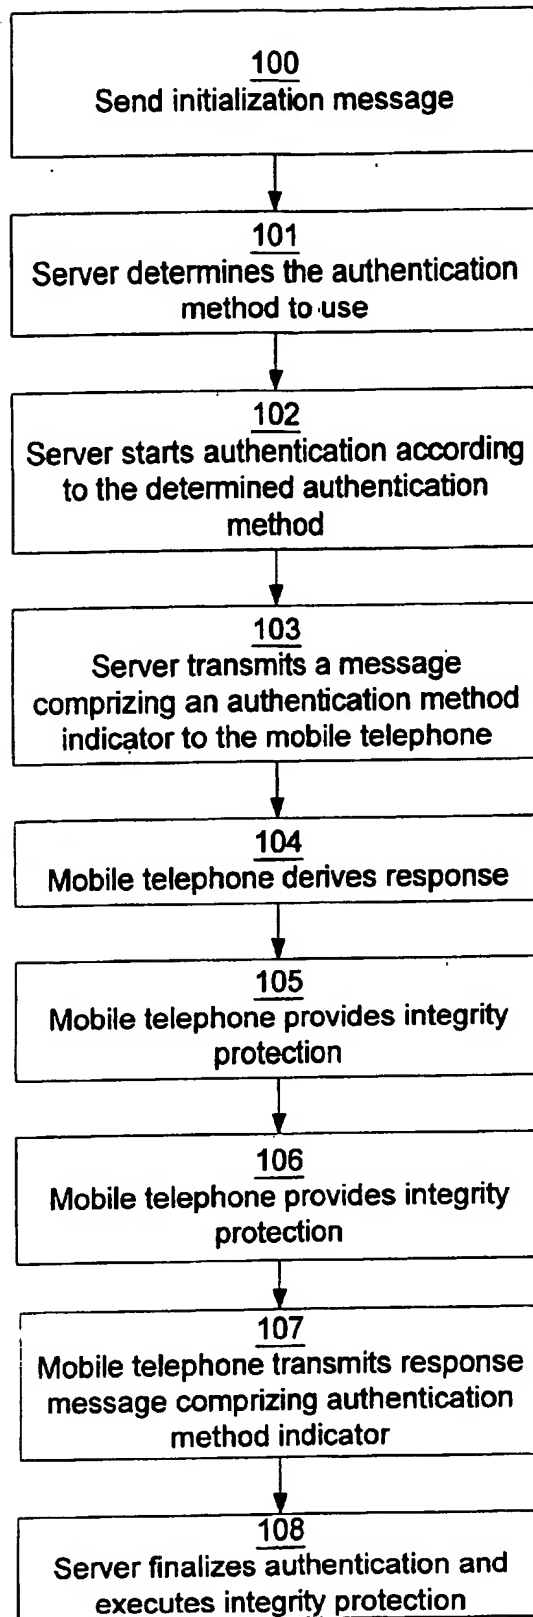 100
Send initialization message
101
Server determines the authentication
method to use
102
Server starts authentication according
to the determined authentication
method
103
Server transmits a message
comprizing an authentication method
indicator to the mobile telephone
104
Mobile telephone derives response
105
Mobile telephone provides integrity
protection
106
Mobile telephone provides integrity
protection
107
Mobile telephone transmits response
message comprizing authentication
method indicator
108
Server finalizes authentication and
executes integrity protection